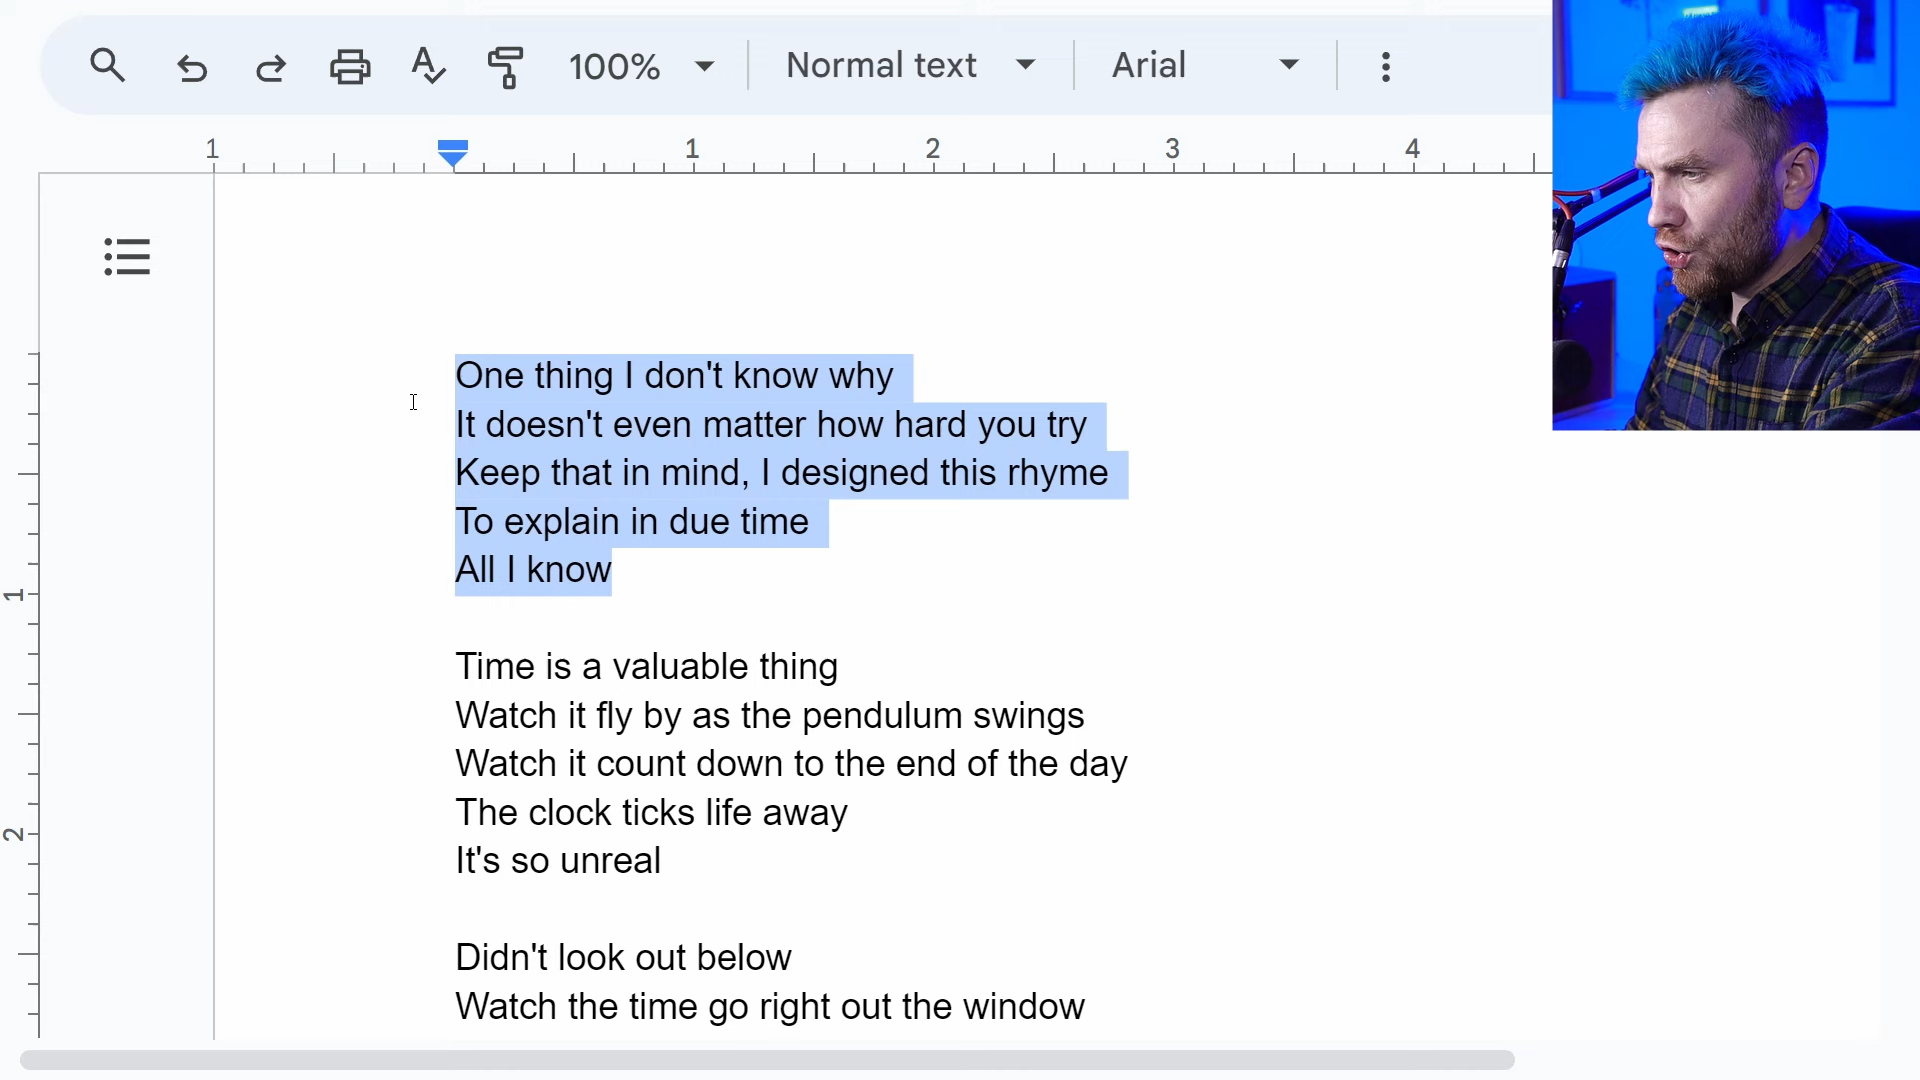 100% Normal text Arial
1 1 2 3 4
One thing I don't know why
It doesn't even matter how hard you try
Keep that in mind, I designed this rhyme
To explain in due time
All I know
1
Time is a valuable thing
Watch it fly by as the pendulum swings
Watch it count down to the end of the day
The clock ticks life away
2
It's so unreal
Didn't look out below
Watch the time go right out the window